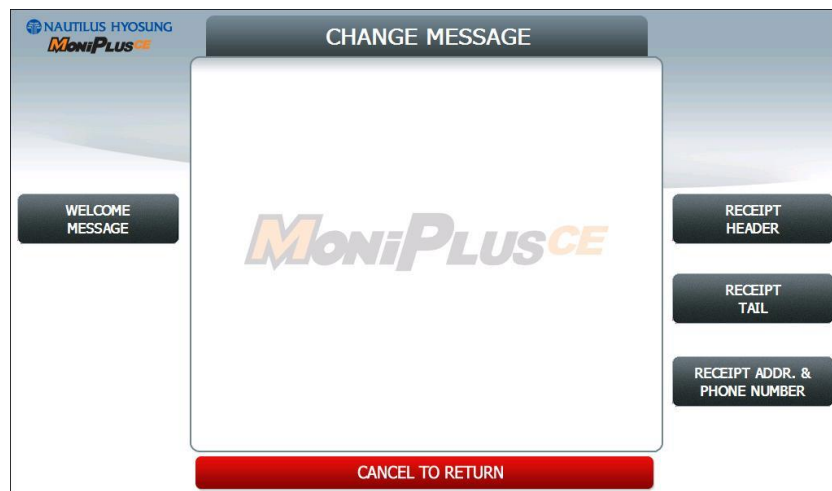 NAUTILUS HYOSUNG
MONiPLUSCE
CHANGE MESSAGE
WELCOME
MESSAGE
MONiPLUSCE
RECEIPT
HEADER
RECEIPT
TAIL
RECEIPT ADDR. &
PHONE NUMBER
CANCEL TO RETURN